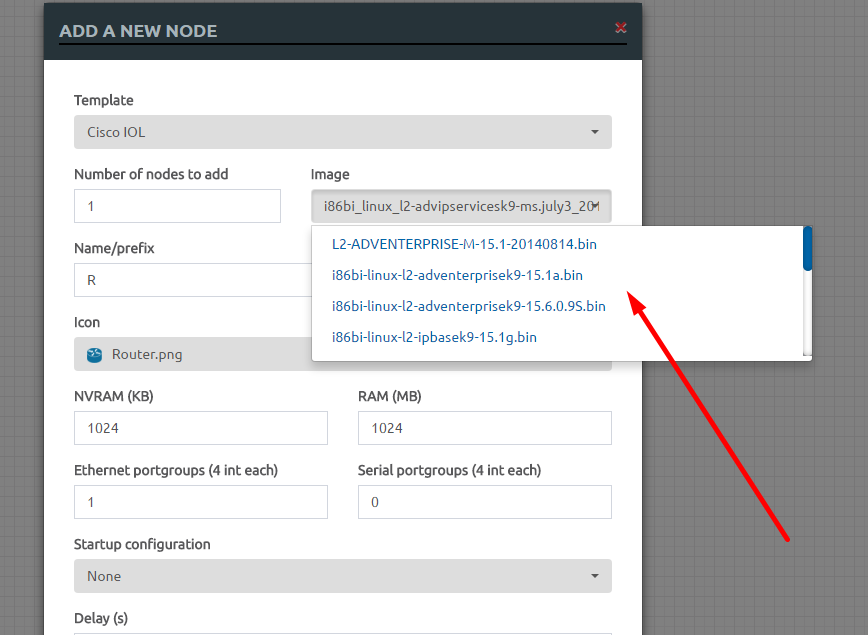 ADD A NEW NODE
Template
Cisco IOL
Number of nodes to add
Image
1
i86bi_linux_l2-advipservicesk9-ms.july3_201
Name/prefix
L2-ADVENTERPRISE-M-15.1-20140814.bin
i86bi-linux-l2-adventerprisek9-15.1a.bin
R
i86bi-linux-l2-adventerprisek9-15.6.0.9S.bin
Icon
i86bi-linux-l2-ipbasek9-15.1g.bin
Router.png
NVRAM (KB)
RAM (MB)
1024
1024
Ethernet portgroups (4 int each)
Serial portgroups (4 int each)
1
0
Startup configuration
None
Delay (s)